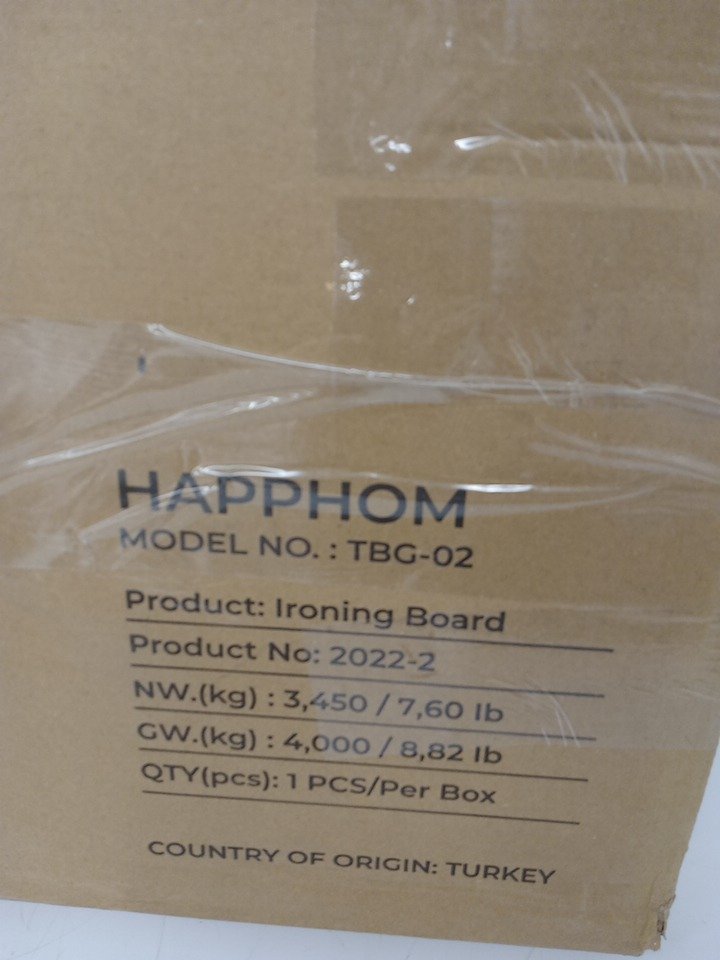 HAPPHOM
MODEL NO. : TBG-02
Product: Ironing Board
Product No: 2022-2
NW.(kg) : 3,450 / 7,60 lb
GW.(kg) : 4,000 / 8,82 lb
QTY(pcs): 1 PCS/Per Box
COUNTRY OF ORIGIN: TURKEY